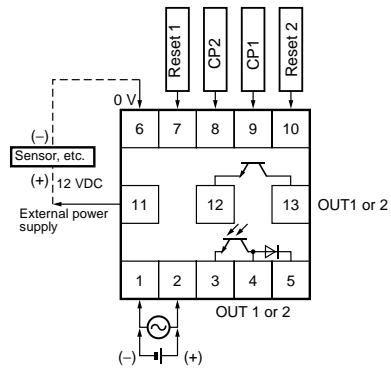 Reset 1
CP2
CP1
Reset 2
0 V
6 7 8 9 10
(−)
Sensor, etc.
(+)
12 VDC
External power
supply
11 12 13
OUT1 or 2
1 2 3 4 5
OUT 1 or 2
(−) (+)